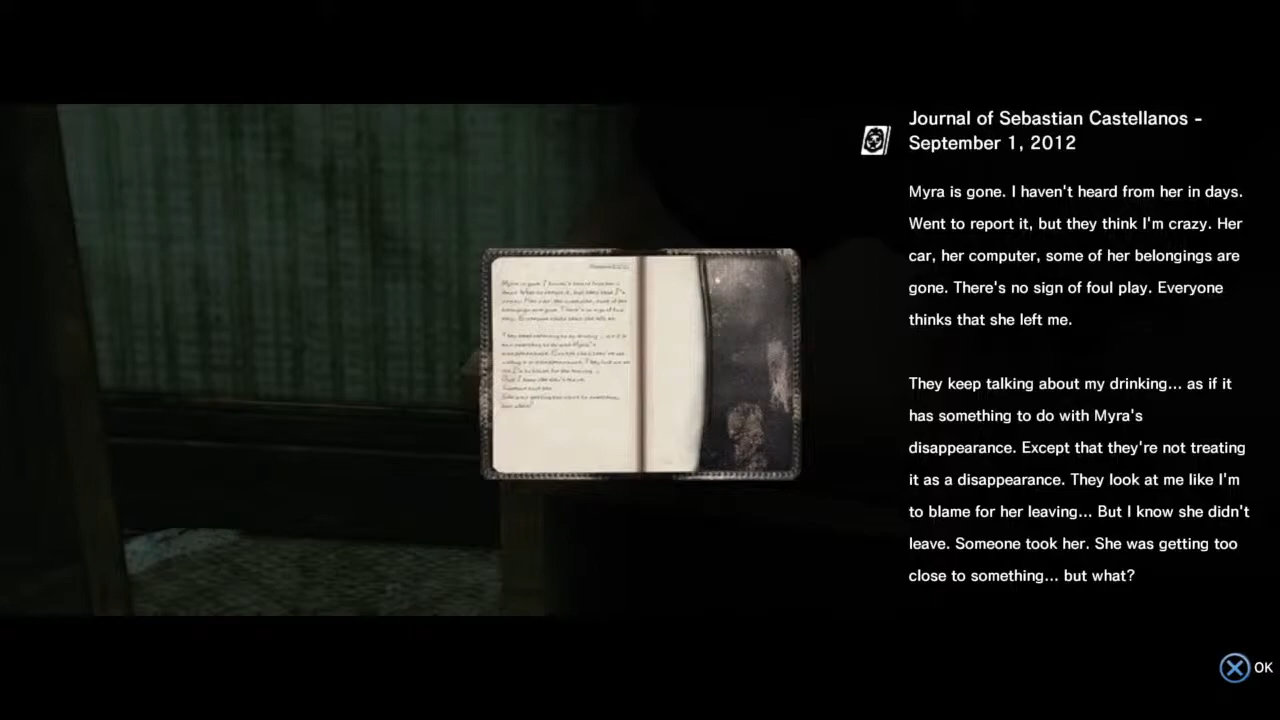 Journal of Sebastian Castellanos -
September 1, 2012
Myra is gone. I haven't heard from her in days.
Went to report it, but they think I'm crazy. Her
car, her computer, some of her belongings are
gone. There's no sign of foul play. Everyone
thinks that she left me.
They keep talking about my drinking... as if it
has something to do with Myra's
disappearance. Except that they're not treating
it as a disappearance. They look at me like I'm
to blame for her leaving... But I know she didn't
leave. Someone took her. She was getting too
close to something... but what?
OK